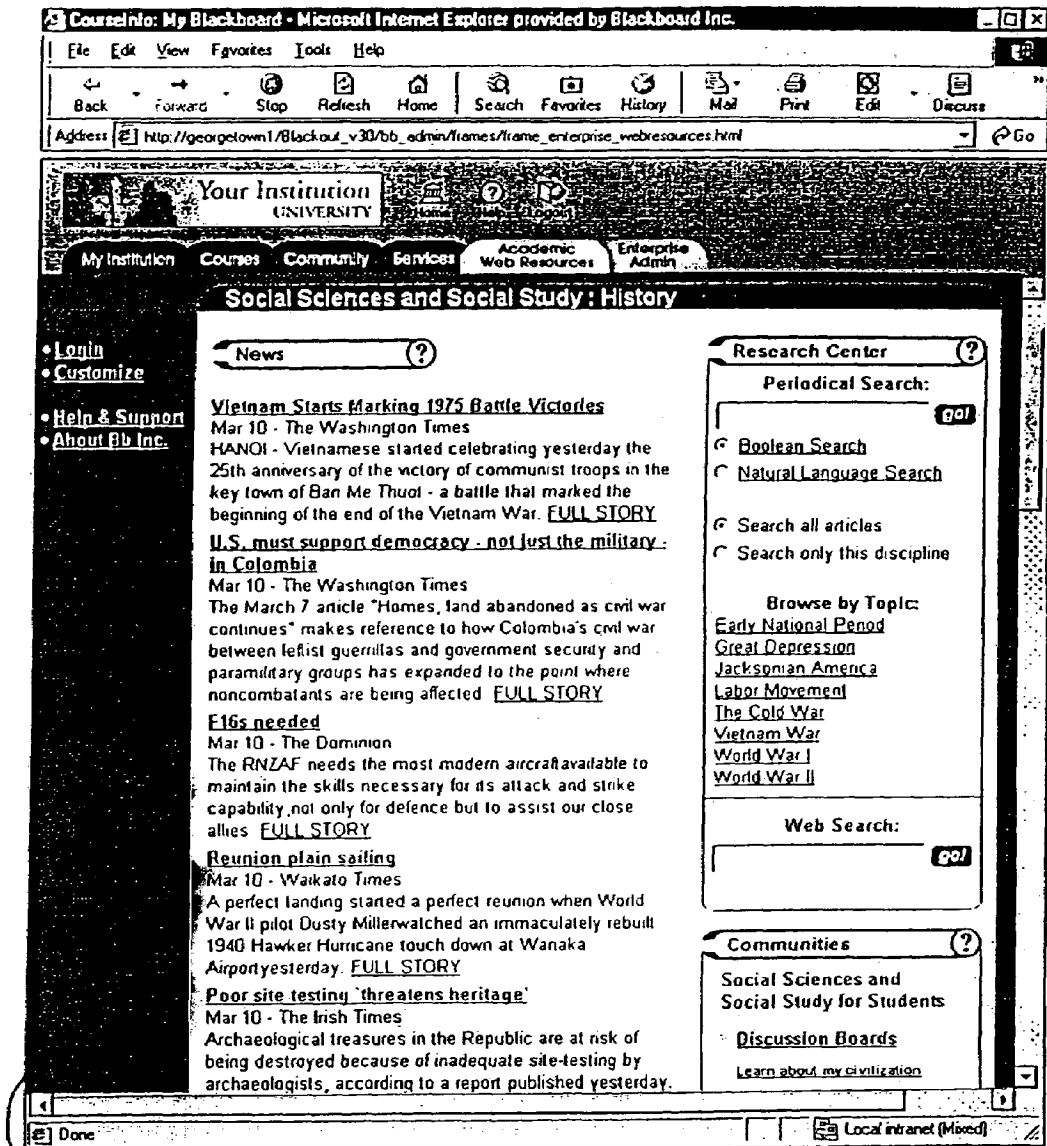 CourseInfo: My Blackboard - Microsoft Internet Explorer provided by Blackboard Inc.
File Edit View Favorites Tools Help
Back Forward Stop Refresh Home Search Favorites History Mail Print Edit Discuss
Address http://georgetown1/Blackout_v30/bb_admin/frames/frame_enterprise_webresources.html Go
Your Institution
UNIVERSITY
Home Help Logout
My Institution Courses Community Services Academic Web Resources Enterprise Admin
Social Sciences and Social Study : History
Login
Customize
Help & Support
About Bb Inc.
News ?
Vietnam Starts Marking 1975 Battle Victories
Mar 10 - The Washington Times
HANOI - Vietnamese started celebrating yesterday the
25th anniversary of the victory of communist troops in the
key town of Ban Me Thuot - a battle that marked the
beginning of the end of the Vietnam War. FULL STORY
U.S. must support democracy - not just the military -
in Colombia
Mar 10 - The Washington Times
The March 7 article "Homes, land abandoned as civil war
continues" makes reference to how Colombia's civil war
between leftist guerrillas and government security and
paramilitary groups has expanded to the point where
noncombatants are being affected FULL STORY
F16s needed
Mar 10 - The Dominion
The RNZAF needs the most modern aircraftavailable to
maintain the skills necessary for its attack and strike
capability,not only for defence but to assist our close
allies FULL STORY
Reunion plain sailing
Mar 10 - Waikato Times
A perfect landing started a perfect reunion when World
War II pilot Dusty Millerwatched an immaculately rebuilt
1940 Hawker Hurricane touch down at Wanaka
Airportyesterday. FULL STORY
Poor site testing `threatens heritage'
Mar 10 - The Irish Times
Archaeological treasures in the Republic are at risk of
being destroyed because of inadequate site-testing by
archaeologists, according to a report published yesterday.
Research Center ?
Periodical Search:
go!
Boolean Search
Natural Language Search
Search all articles
Search only this discipline
Browse by Topic:
Early National Period
Great Depression
Jacksonian America
Labor Movement
The Cold War
Vietnam War
World War I
World War II
Web Search:
go!
Communities ?
Social Sciences and
Social Study for Students
Discussion Boards
Learn about my civilization
Done Local intranet (Mixed)